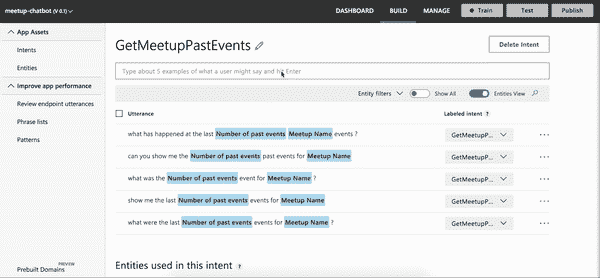 meetup-chatbot (V 0.1)
DASHBOARD BUILD MANAGE Train Test Publish
App Assets
Intents
Entities
Improve app performance
Review endpoint utterances
Phrase lists
Patterns
PREVIEW
Prebuilt Domains
GetMeetupPastEvents
Delete Intent
Type about 5 examples of what a user might say and hit Enter
Entity filters Show All Entities View
Utterance Labeled intent ?
what has happened at the last Number of past events Meetup Name events ? GetMeetupP...
can you show me the Number of past events past events for Meetup Name GetMeetupP...
what was the Number of past events event for Meetup Name ? GetMeetupP...
show me the last Number of past events events for Meetup Name GetMeetupP...
what were the last Number of past events events for Meetup Name ? GetMeetupP...
Entities used in this intent ?